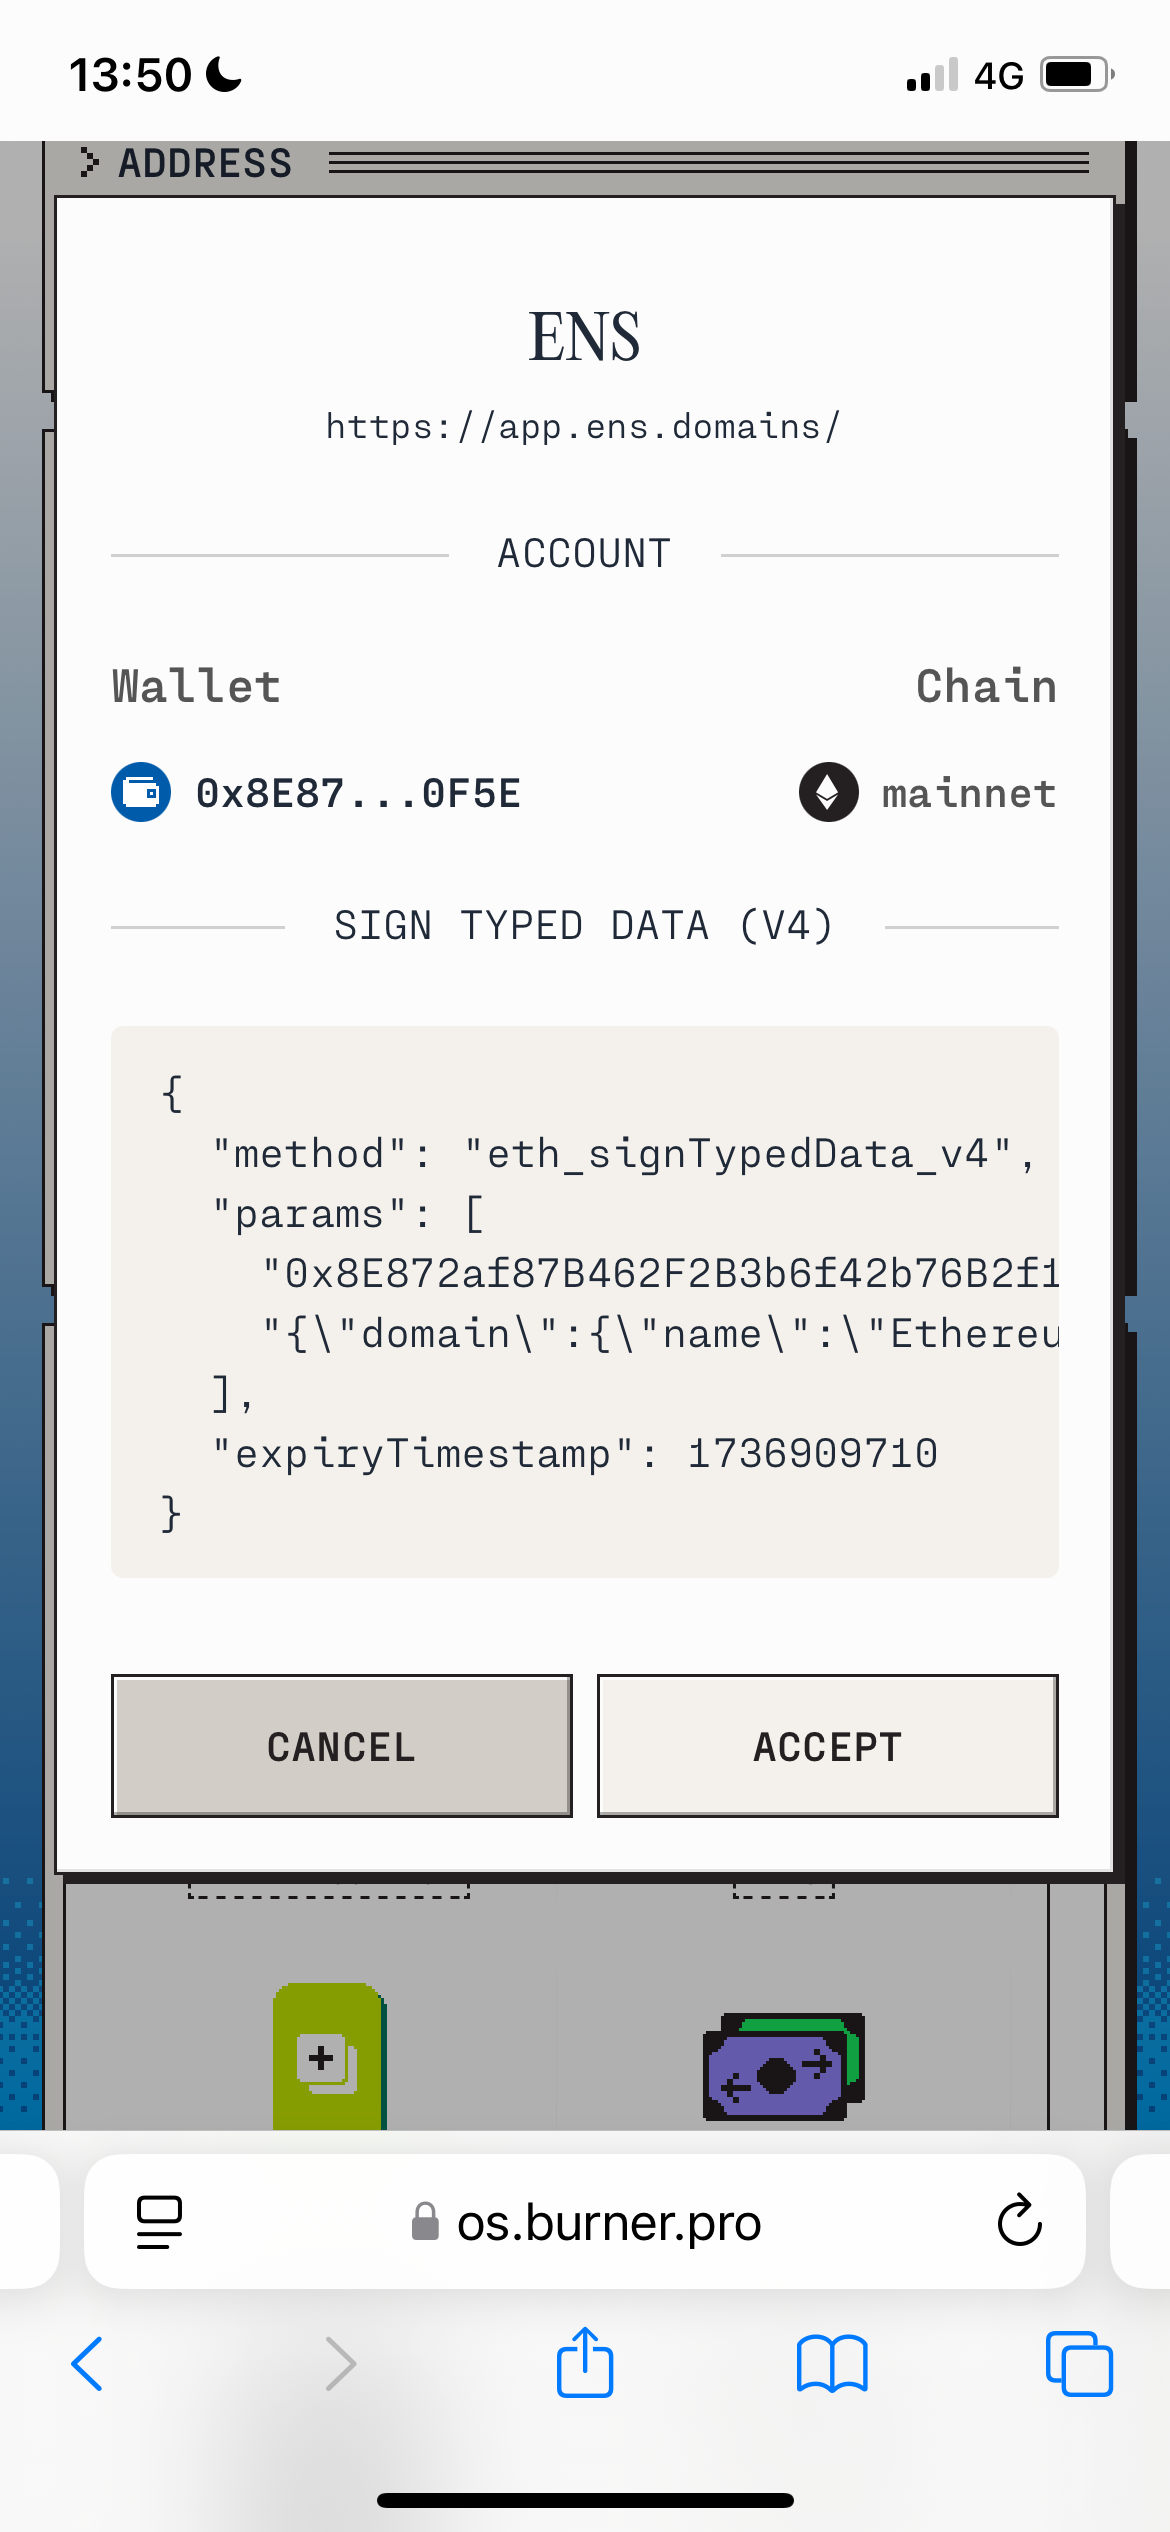 13:50
4G
ADDRESS
ENS
https://app.ens.domains/
ACCOUNT
Wallet
Chain
0x8E87...0F5E
mainnet
SIGN TYPED DATA (V4)
{
"method": "eth_signTypedData_v4",
"params": [
"0x8E872af87B462F2B3b6f42b76B2f1
"{\"domain\":{\"name\":\"Ethereu
],
"expiryTimestamp": 1736909710
}
CANCEL
ACCEPT
os.burner.pro